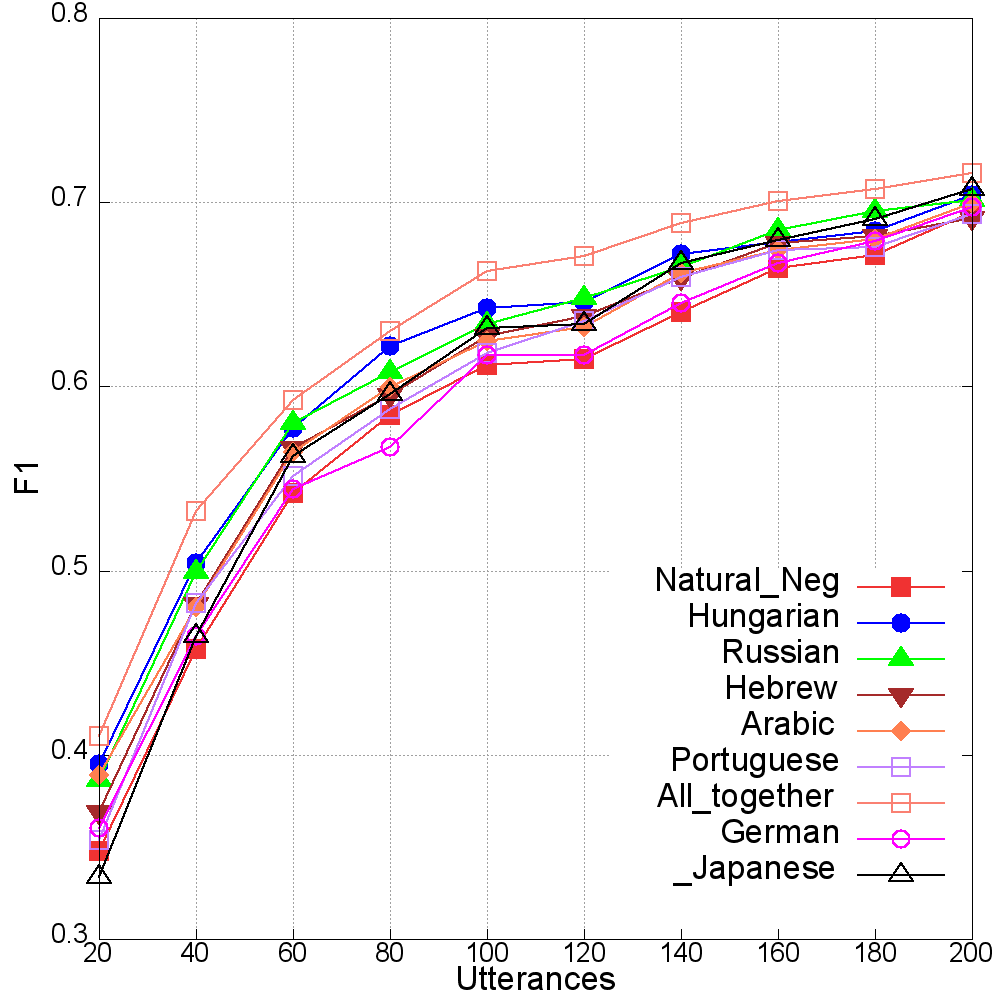 0.8
0.7
0.6
0.5
0.4
0.3
F1
Natural_Neg
Hungarian
Russian
Hebrew
Arabic
Portuguese
All_together
German
_Japanese
20 40 60 80 100 120 140 160 180 200
Utterances